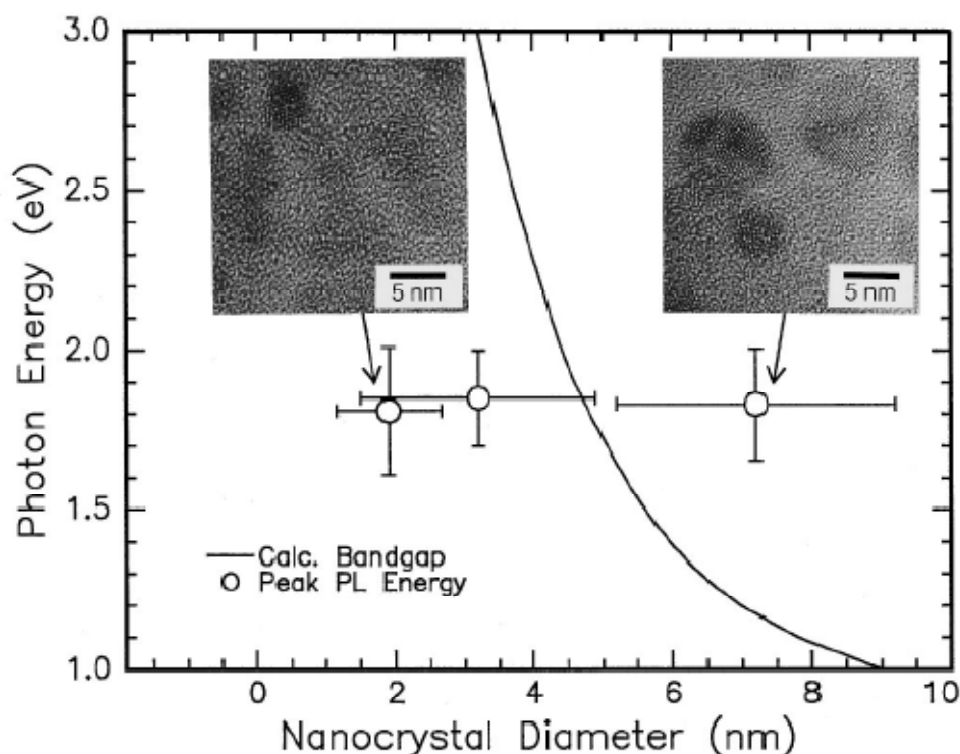 3.0
2.5
2.0
1.5
1.0
Photon Energy (eV)
5 nm
5 nm
Calc. Bandgap
Peak PL Energy
0 2 4 6 8 10
Nanocrystal Diameter (nm)